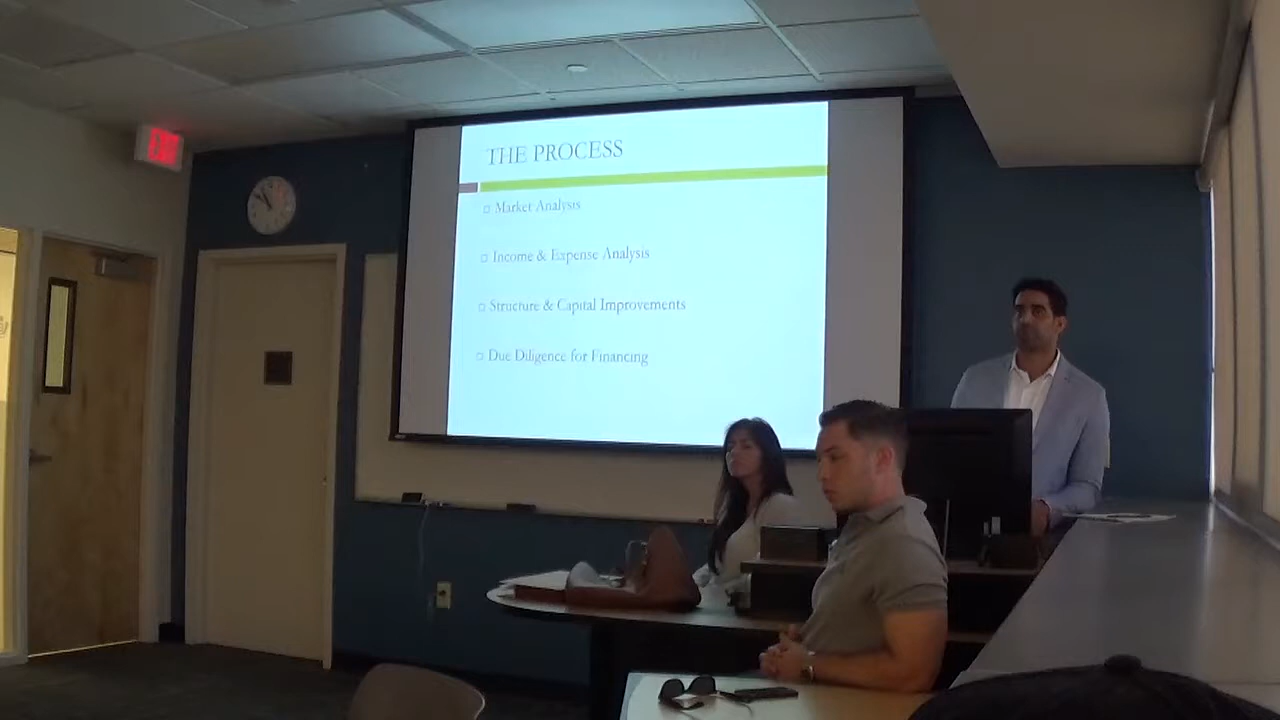 EXIT
THE PROCESS
Market Analysis
Income & Expense Analysis
Structure & Capital Improvements
Due Diligence for Financing